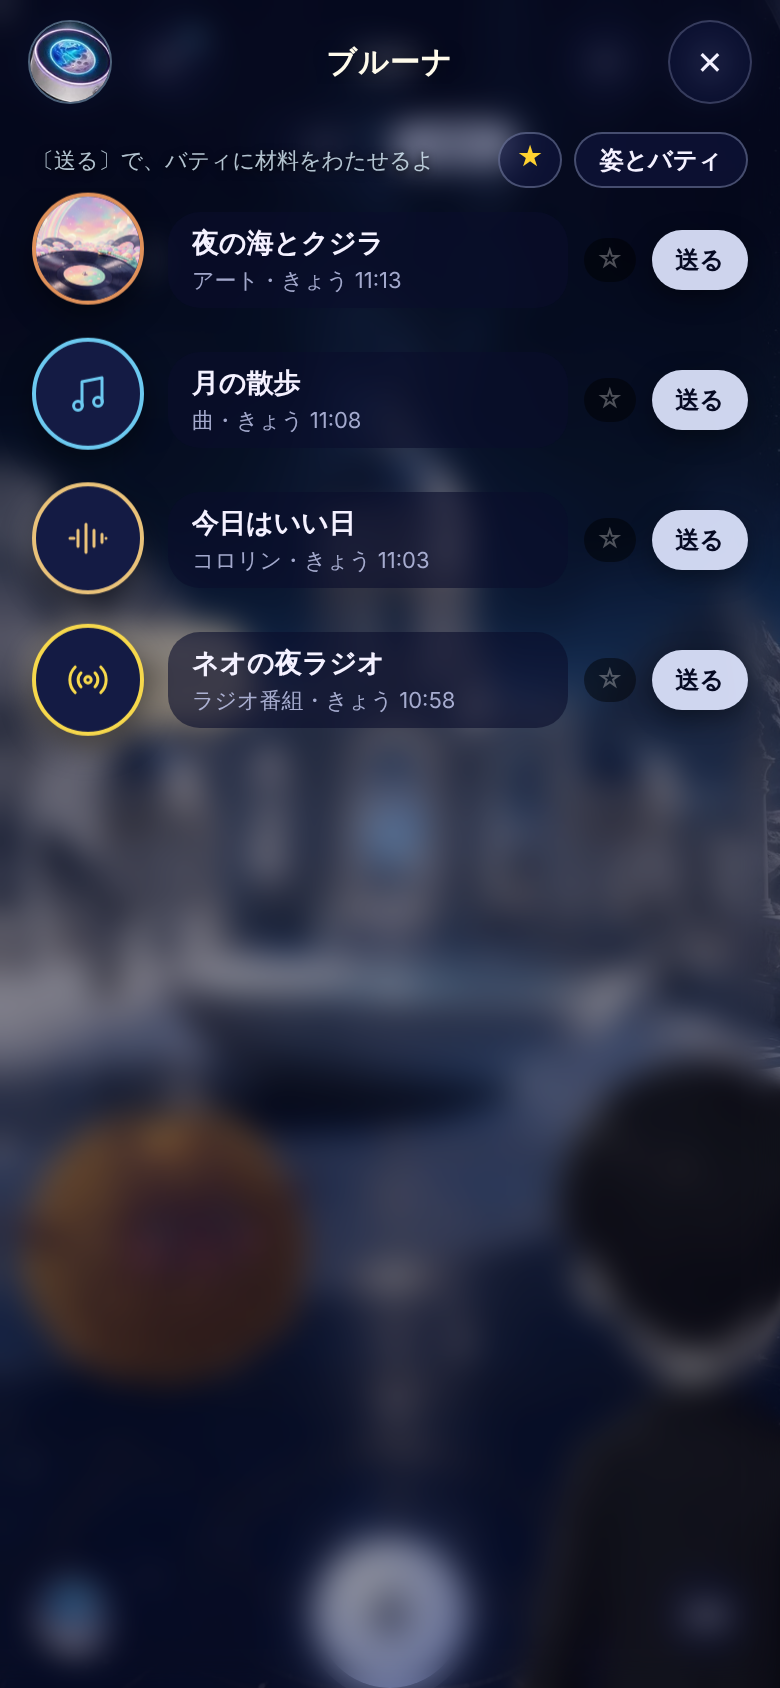 ブルーナ
〔送る〕で、バティに材料をわたせるよ
姿とバティ
夜の海とクジラ
アート・きょう 11:13
送る
月の散歩
曲・きょう 11:08
送る
今日はいい日
コロリン・きょう 11:03
送る
ネオの夜ラジオ
ラジオ番組・きょう 10:58
送る